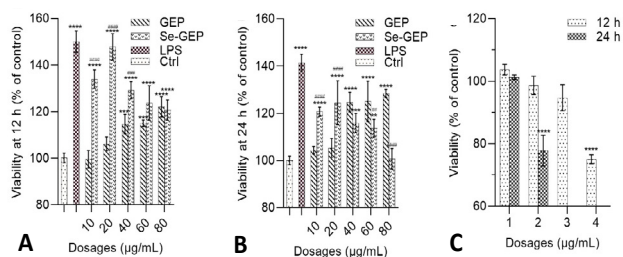 160
140
120
100
80
Viability at 12 h (% of control)
GEP
Se-GEP
LPS
Ctrl
****
****
****
***
****
****
****
****
****
10
20
40
60
80
Dosages (μg/mL)
A
160
140
120
100
80
Viability at 24 h (% of control)
GEP
Se-GEP
LPS
Ctrl
****
****
****
****
****
****
****
10
20
40
60
80
Dosages (μg/mL)
B
120
100
80
60
Viability (% of control)
12 h
24 h
****
****
1
2
3
4
Dosages (μg/mL)
C